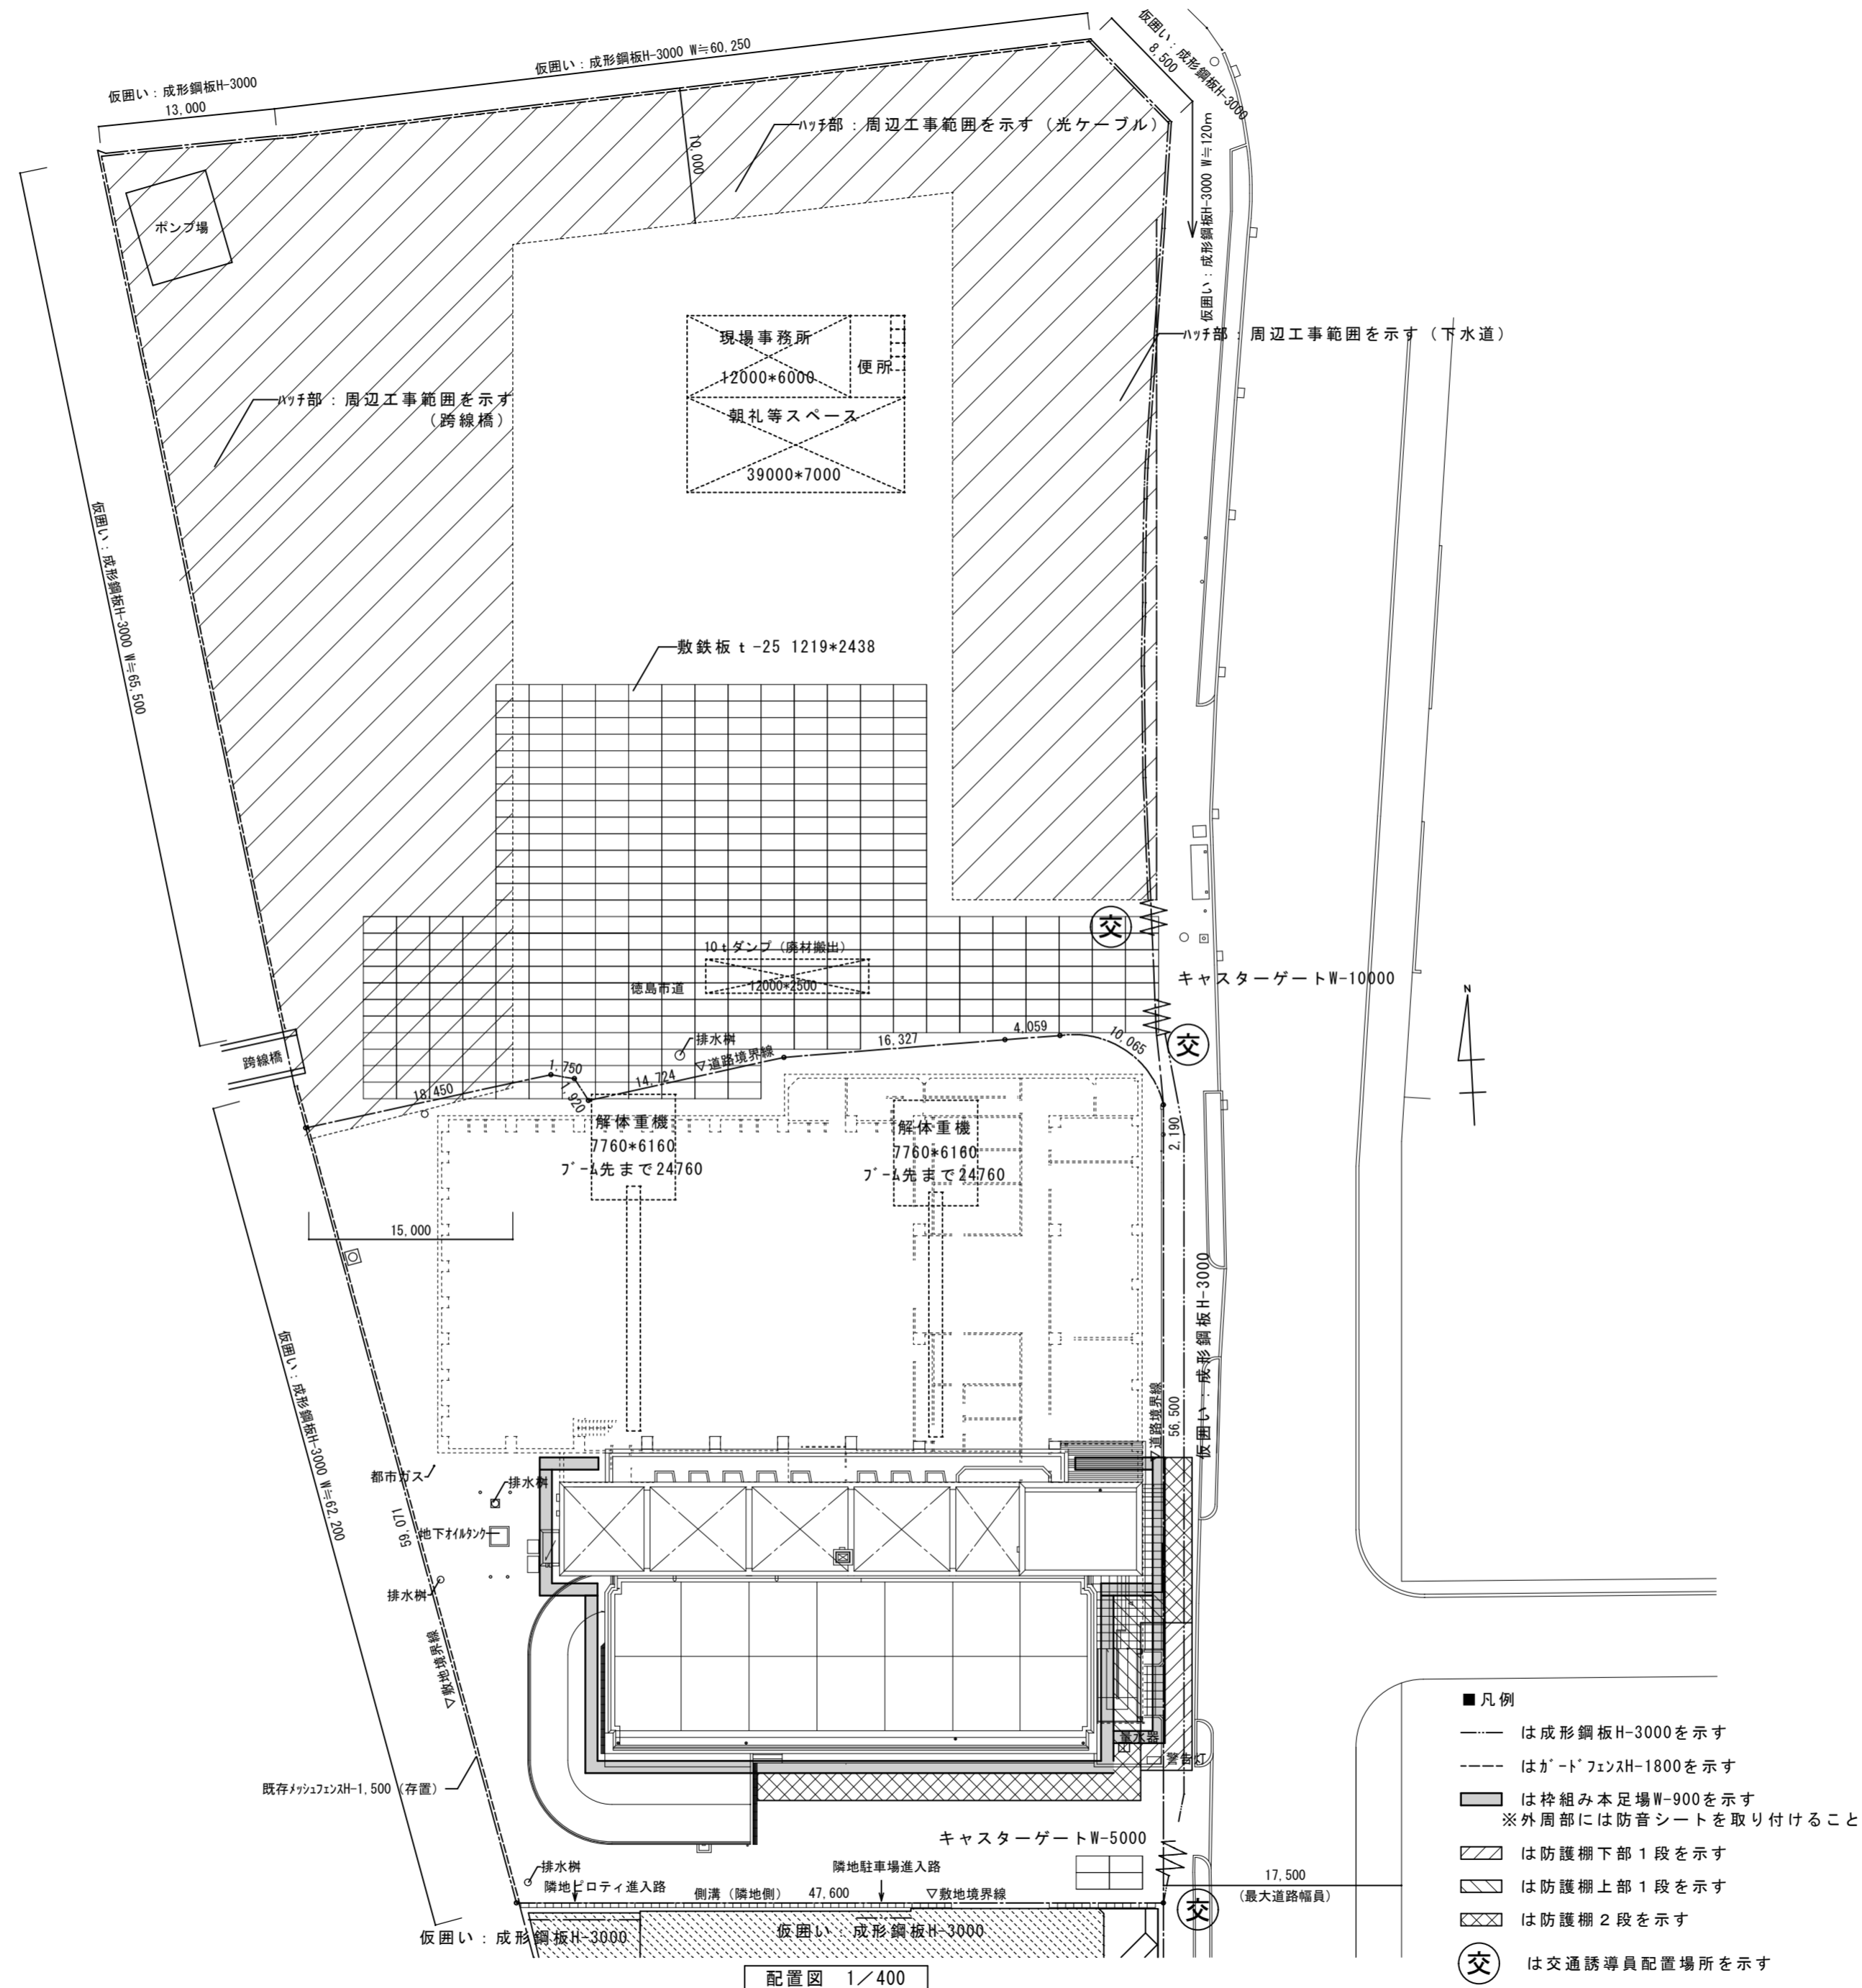 仮囲い：成形鋼板H-3000
8,500
仮囲い：成形鋼板H-3000 W≒60,250
仮囲い：成形鋼板H-3000
13,000
ハッチ部：周辺工事範囲を示す（光ケーブル）
10,000
仮囲い：成形鋼板H-3000 W≒120m
ポンプ場
現場事務所
12000*6000
便所
朝礼等スペース
39000*7000
ハッチ部：周辺工事範囲を示す（下水道）
ハッチ部：周辺工事範囲を示す
（跨線橋）
仮囲い：成形鋼板H-3000 W≒65,500
敷鉄板ｔ-25 1219*2438
交
10ｔダンプ（廃材搬出）
12000*2500
徳島市道
キャスターゲートW-10000
N
交
跨線橋
排水桝
▽道路境界線
16,327
4,059
10,065
1,750
14,724
18,450
1,920
2,190
解体重機
7760*6160
ブーム先まで24760
解体重機
7760*6160
ブーム先まで24760
15,000
仮囲い：成形鋼板H-3000
▽道路境界線
56,500
仮囲い：成形鋼板H-3000 W≒62,200
59,071
都市ガス
排水桝
地下オイルタンク
排水桝
▽敷地境界線
量水器
警告灯
既存メッシュフェンスH-1,500（存置）
キャスターゲートW-5000
排水桝
隣地ピロティ進入路
隣地駐車場進入路
側溝（隣地側）
47,600
▽敷地境界線
17,500
（最大道路幅員）
交
仮囲い：成形鋼板H-3000
仮囲い：成形鋼板H-3000
■凡例
は成形鋼板H-3000を示す
はガードフェンスH-1800を示す
は枠組み本足場W-900を示す
※外周部には防音シートを取り付けること
は防護棚下部１段を示す
は防護棚上部１段を示す
は防護棚２段を示す
交 は交通誘導員配置場所を示す
配置図 1／400